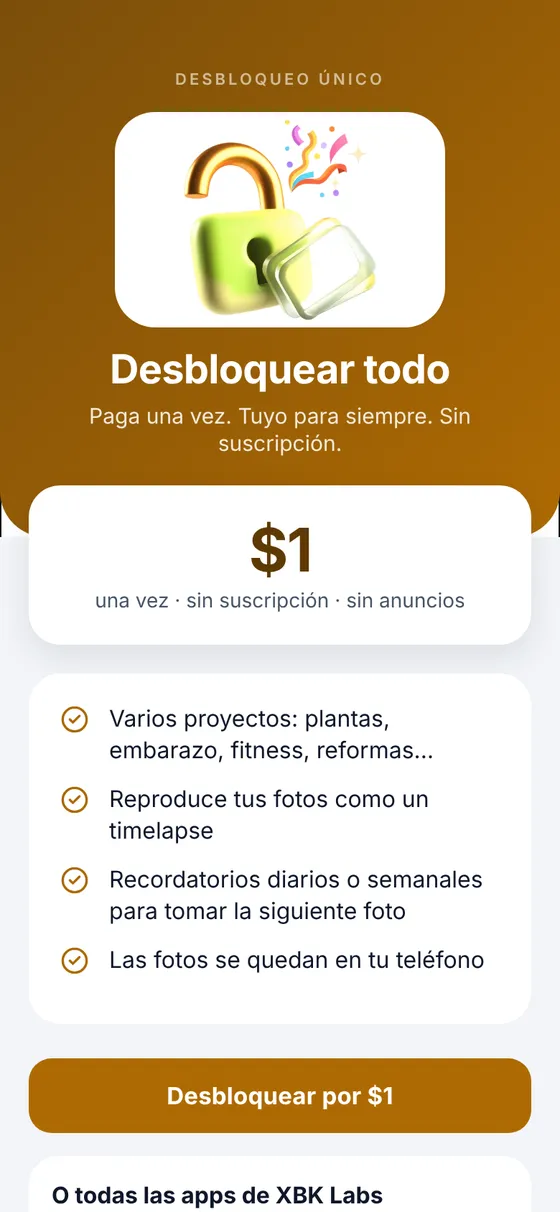 DESBLOQUEO ÚNICO
Desbloquear todo
Paga una vez. Tuyo para siempre. Sin
suscripción.
$1
una vez · sin suscripción · sin anuncios
Varios proyectos: plantas,
embarazo, fitness, reformas…
Reproduce tus fotos como un
timelapse
Recordatorios diarios o semanales
para tomar la siguiente foto
Las fotos se quedan en tu teléfono
Desbloquear por $1
O todas las apps de XBK Labs